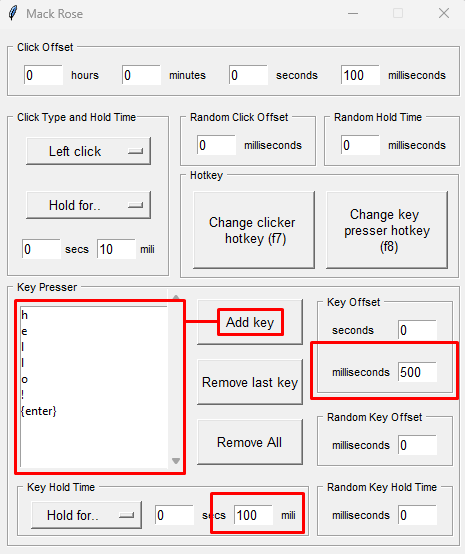 Mack Rose
Click Offset
0 hours 0 minutes 0 seconds 100 milliseconds
Click Type and Hold Time
Left click
Hold for..
0 secs 10 mili
Random Click Offset
0 milliseconds
Random Hold Time
0 milliseconds
Hotkey
Change clicker
hotkey (f7)
Change key
presser hotkey
(f8)
Key Presser
h
e
l
l
o
!
{enter}
Add key
Remove last key
Remove All
Key Offset
seconds 0
milliseconds 500
Random Key Offset
milliseconds 0
Key Hold Time
Hold for.. 0 secs 100 mili
Random Key Hold Time
milliseconds 0